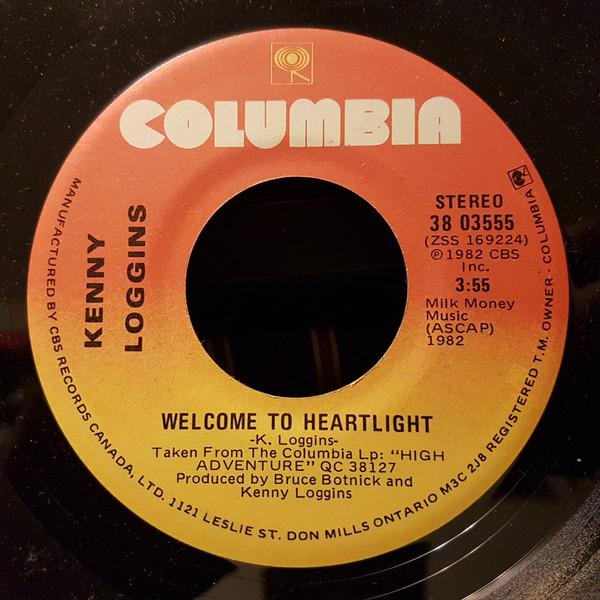 COLUMBIA
KENNY
LOGGINS
STEREO
38 03555
(ZSS 169224)
℗1982 CBS
Inc.
3:55
Milk Money
Music
(ASCAP)
1982
WELCOME TO HEARTLIGHT
-K. Loggins-
Taken From The Columbia Lp: "HIGH
ADVENTURE" QC 38127
Produced by Bruce Botnick and
Kenny Loggins
MANUFACTURED BY CBS RECORDS CANADA, LTD. 1121 LESLIE ST. DON MILLS ONTARIO M3C 2J8 REGISTERED T.M. OWNER - COLUMBIA